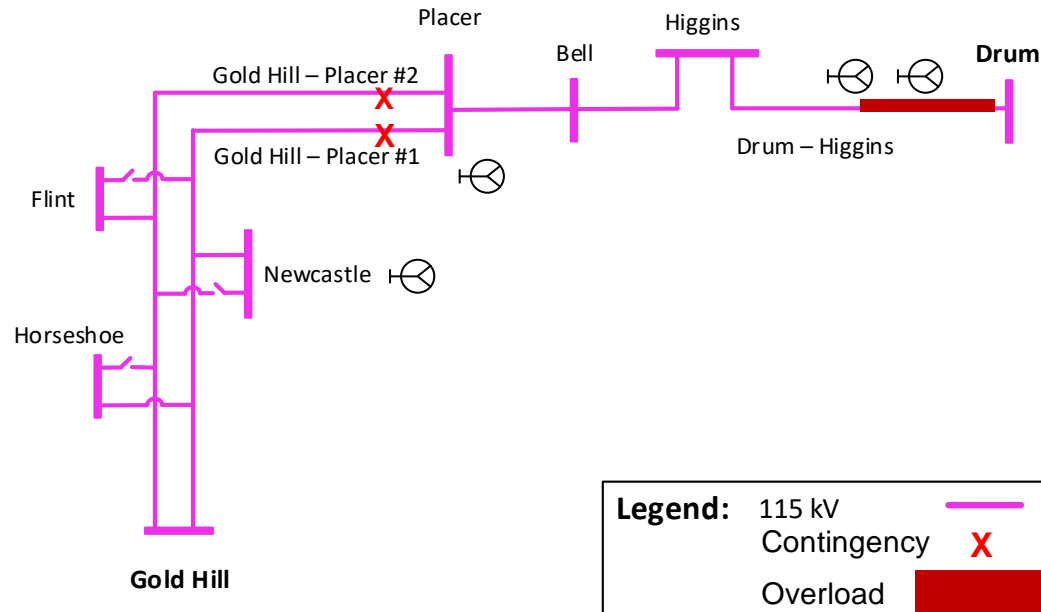 Placer
Higgins
Bell
Drum
Gold Hill – Placer #2
Gold Hill – Placer #1
Drum – Higgins
Flint
Newcastle
Horseshoe
Gold Hill
Legend: 115 kV
Contingency X
Overload
X
X